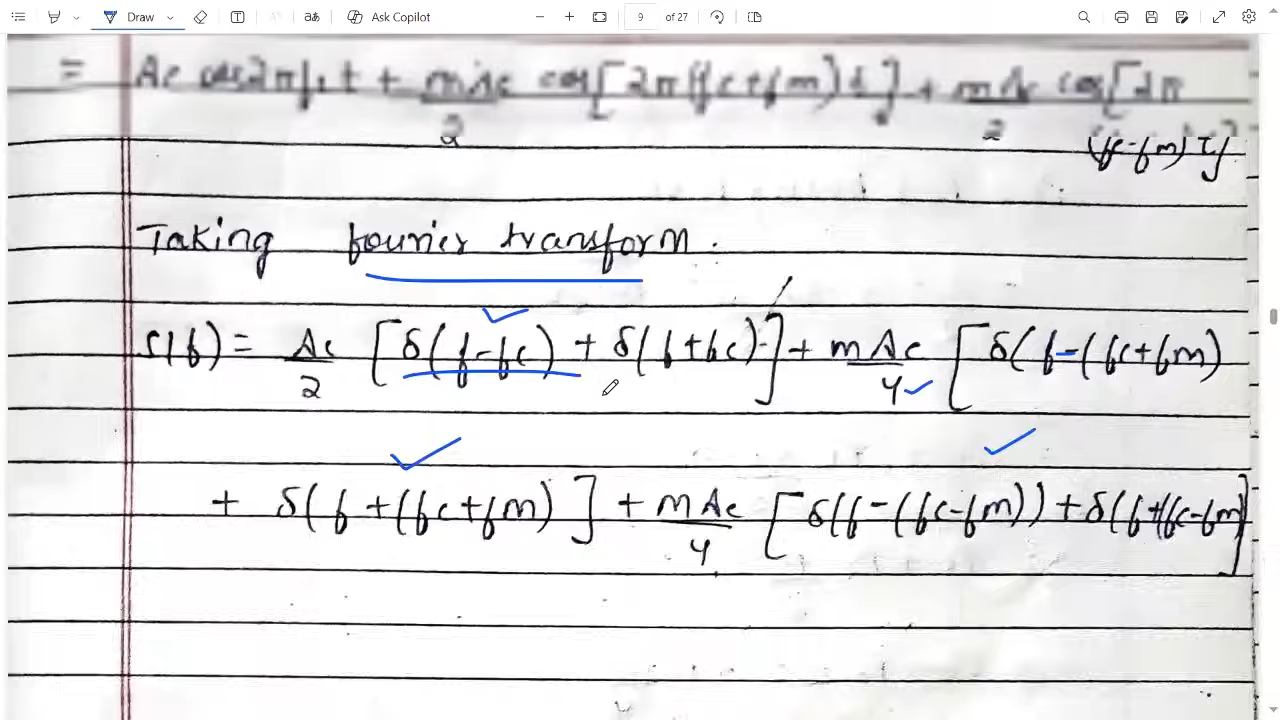 Draw
Ask Copilot
9 of 27
= Ac cos2πfct + mAc/2 cos[2π(fc+fm)t] + mAc/2 cos[2π
(fc-fm)t]
Taking fourier transform.
S(f) = Ac/2 [δ(f-fc) + δ(f+fc)] + mAc/4 [δ(f-(fc+fm)
+ δ(f+(fc+fm)] + mAc/4 [δ(f-(fc-fm)) + δ(f+(fc-fm)]